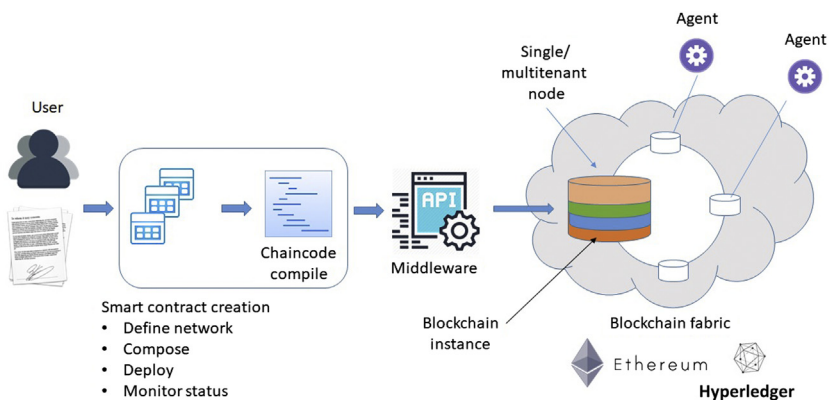 User
Chaincode
compile
Smart contract creation
• Define network
• Compose
• Deploy
• Monitor status
API
Middleware
Single/
multitenant
node
Agent
Agent
Blockchain
instance
Blockchain fabric
Ethereum
Hyperledger